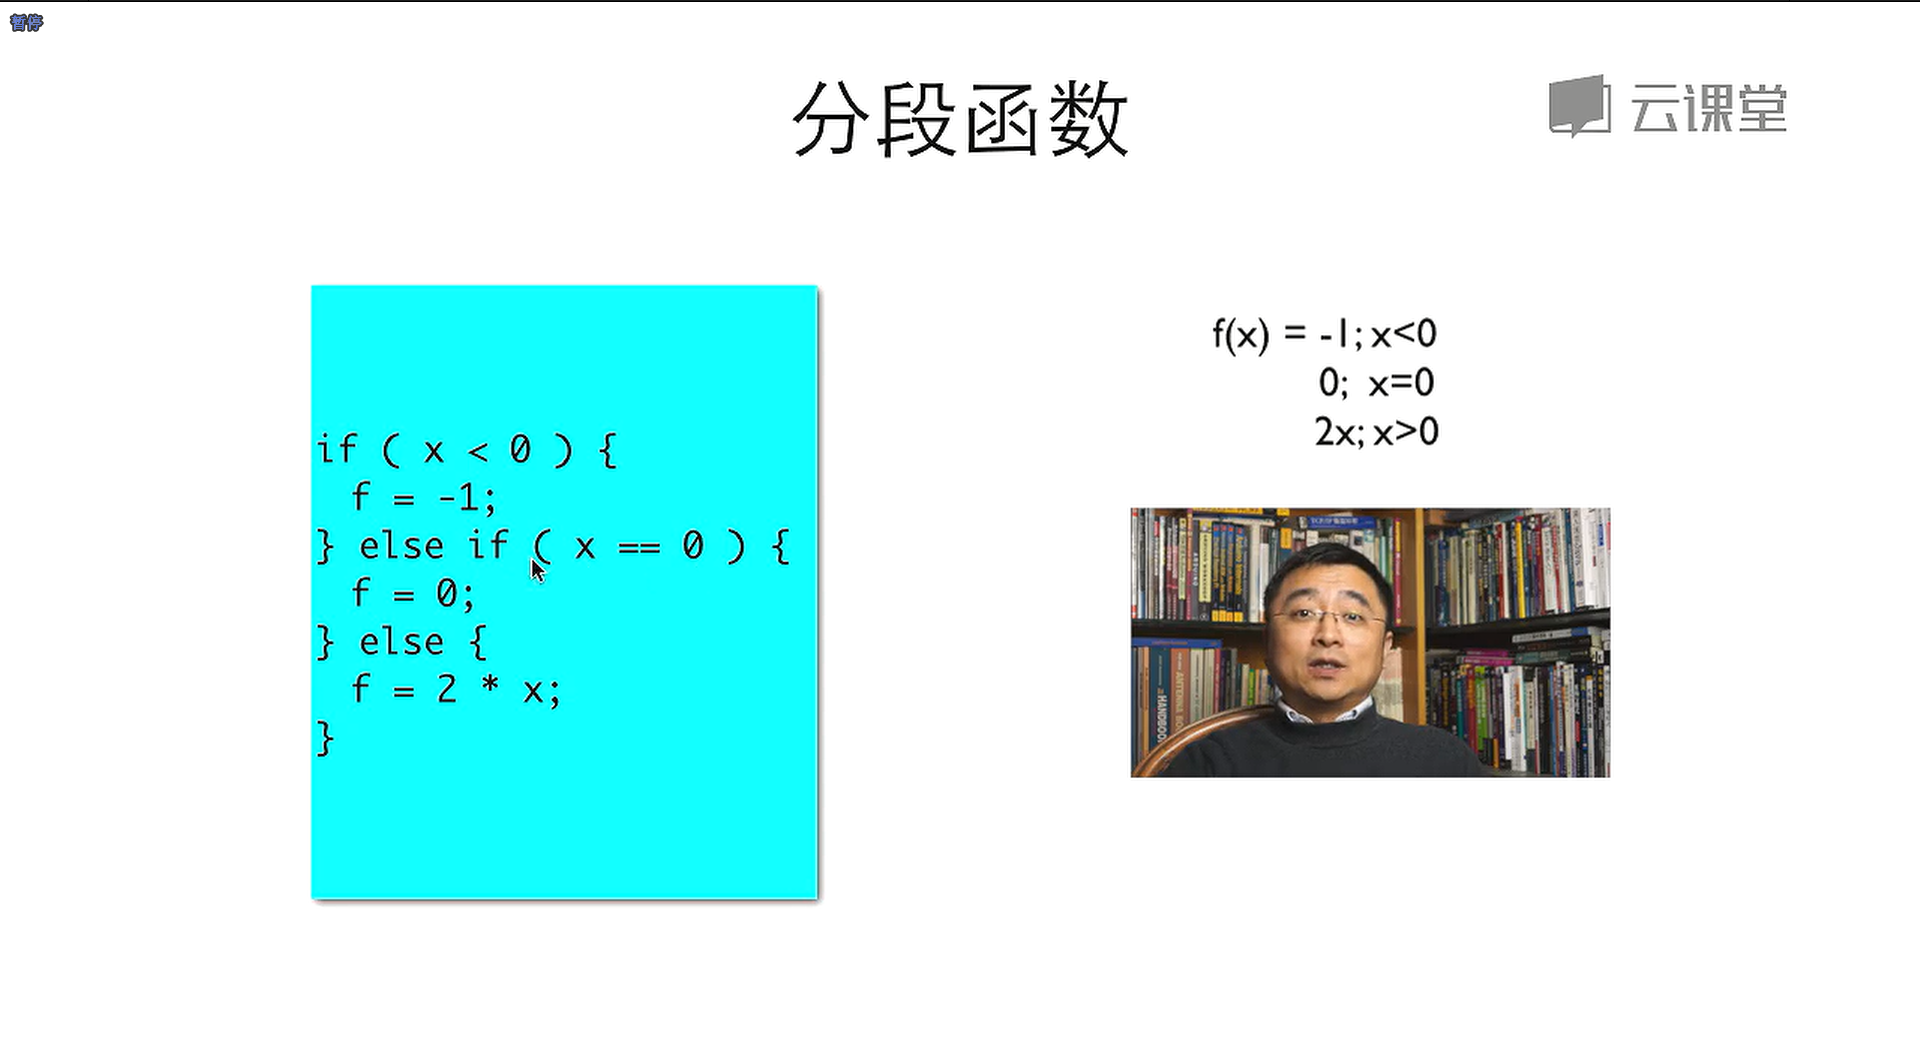 暂停
分段函数
云课堂
if ( x < 0 ) {
f = -1;
} else if ( x == 0 ) {
f = 0;
} else {
f = 2 * x;
}
f(x) = -1; x<0
0; x=0
2x; x>0
HANDBOOK